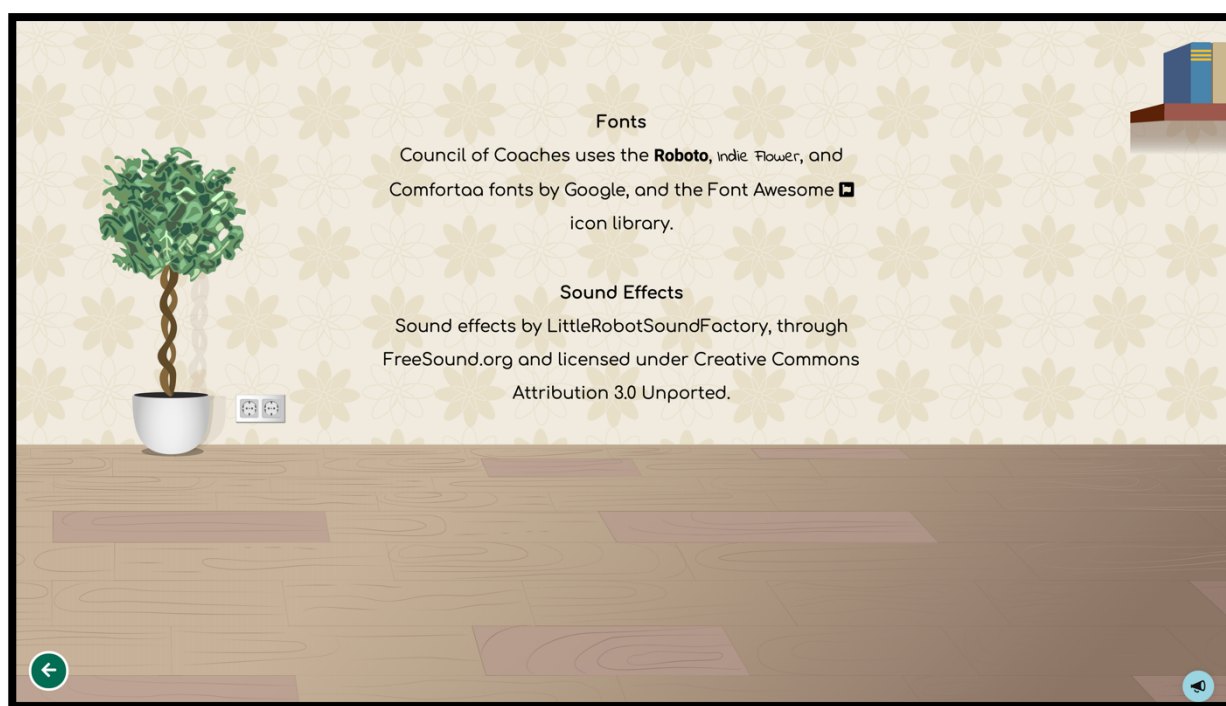 Fonts
Council of Coaches uses the Roboto, Indie Flower, and
Comfortaa fonts by Google, and the Font Awesome
icon library.
Sound Effects
Sound effects by LittleRobotSoundFactory, through
FreeSound.org and licensed under Creative Commons
Attribution 3.0 Unported.